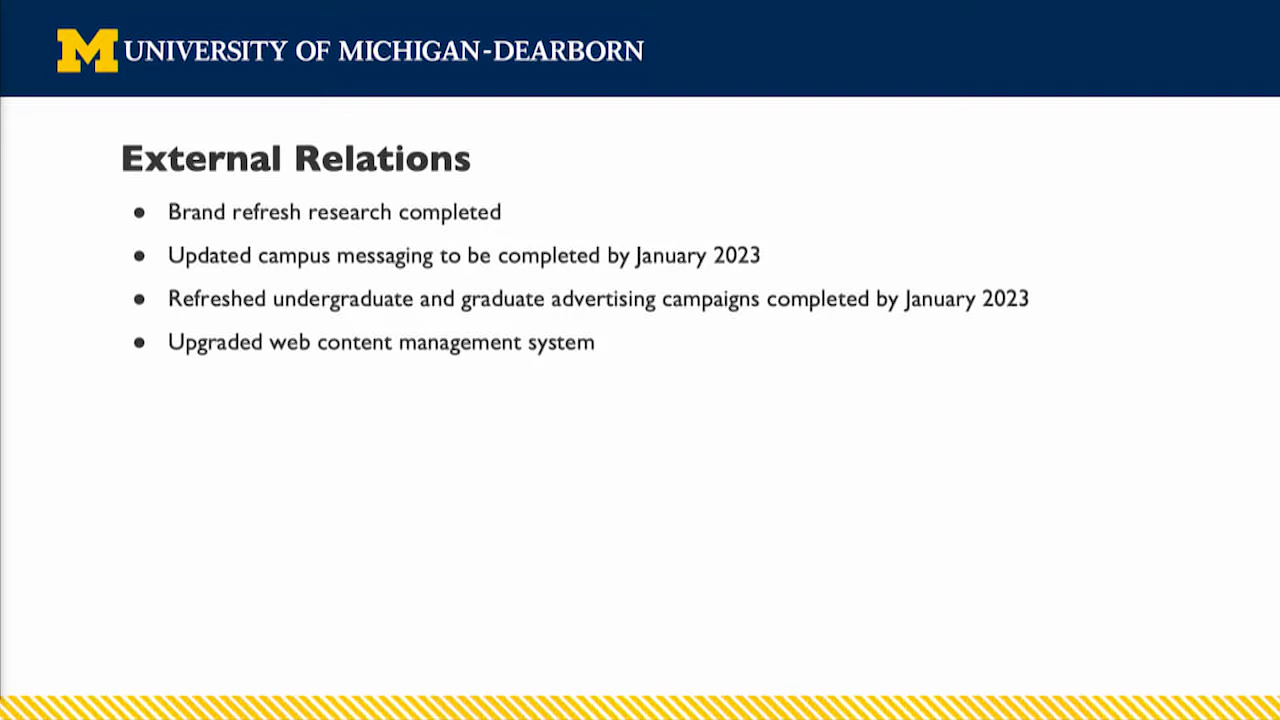 M UNIVERSITY OF MICHIGAN-DEARBORN
External Relations
● Brand refresh research completed
● Updated campus messaging to be completed by January 2023
● Refreshed undergraduate and graduate advertising campaigns completed by January 2023
● Upgraded web content management system